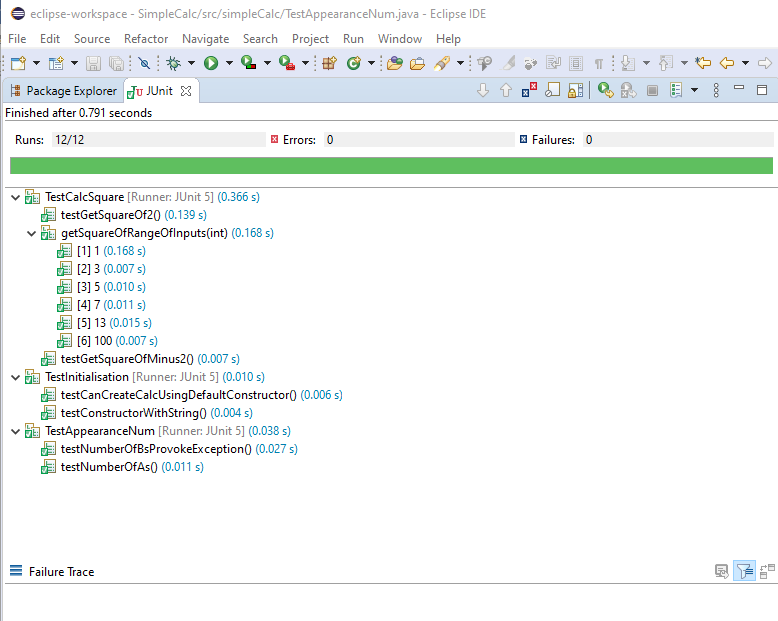 eclipse-workspace - SimpleCalc/src/simpleCalc/TestAppearanceNum.java - Eclipse IDE
File Edit Source Refactor Navigate Search Project Run Window Help
Package Explorer JUnit
Finished after 0.791 seconds
Runs: 12/12 Errors: 0 Failures: 0
TestCalcSquare [Runner: JUnit 5] (0.366 s)
testGetSquareOf2() (0.139 s)
getSquareOfRangeOfInputs(int) (0.168 s)
[1] 1 (0.168 s)
[2] 3 (0.007 s)
[3] 5 (0.010 s)
[4] 7 (0.011 s)
[5] 13 (0.015 s)
[6] 100 (0.007 s)
testGetSquareOfMinus2() (0.007 s)
TestInitialisation [Runner: JUnit 5] (0.010 s)
testCanCreateCalcUsingDefaultConstructor() (0.006 s)
testConstructorWithString() (0.004 s)
TestAppearanceNum [Runner: JUnit 5] (0.038 s)
testNumberOfBsProvokeException() (0.027 s)
testNumberOfAs() (0.011 s)
Failure Trace